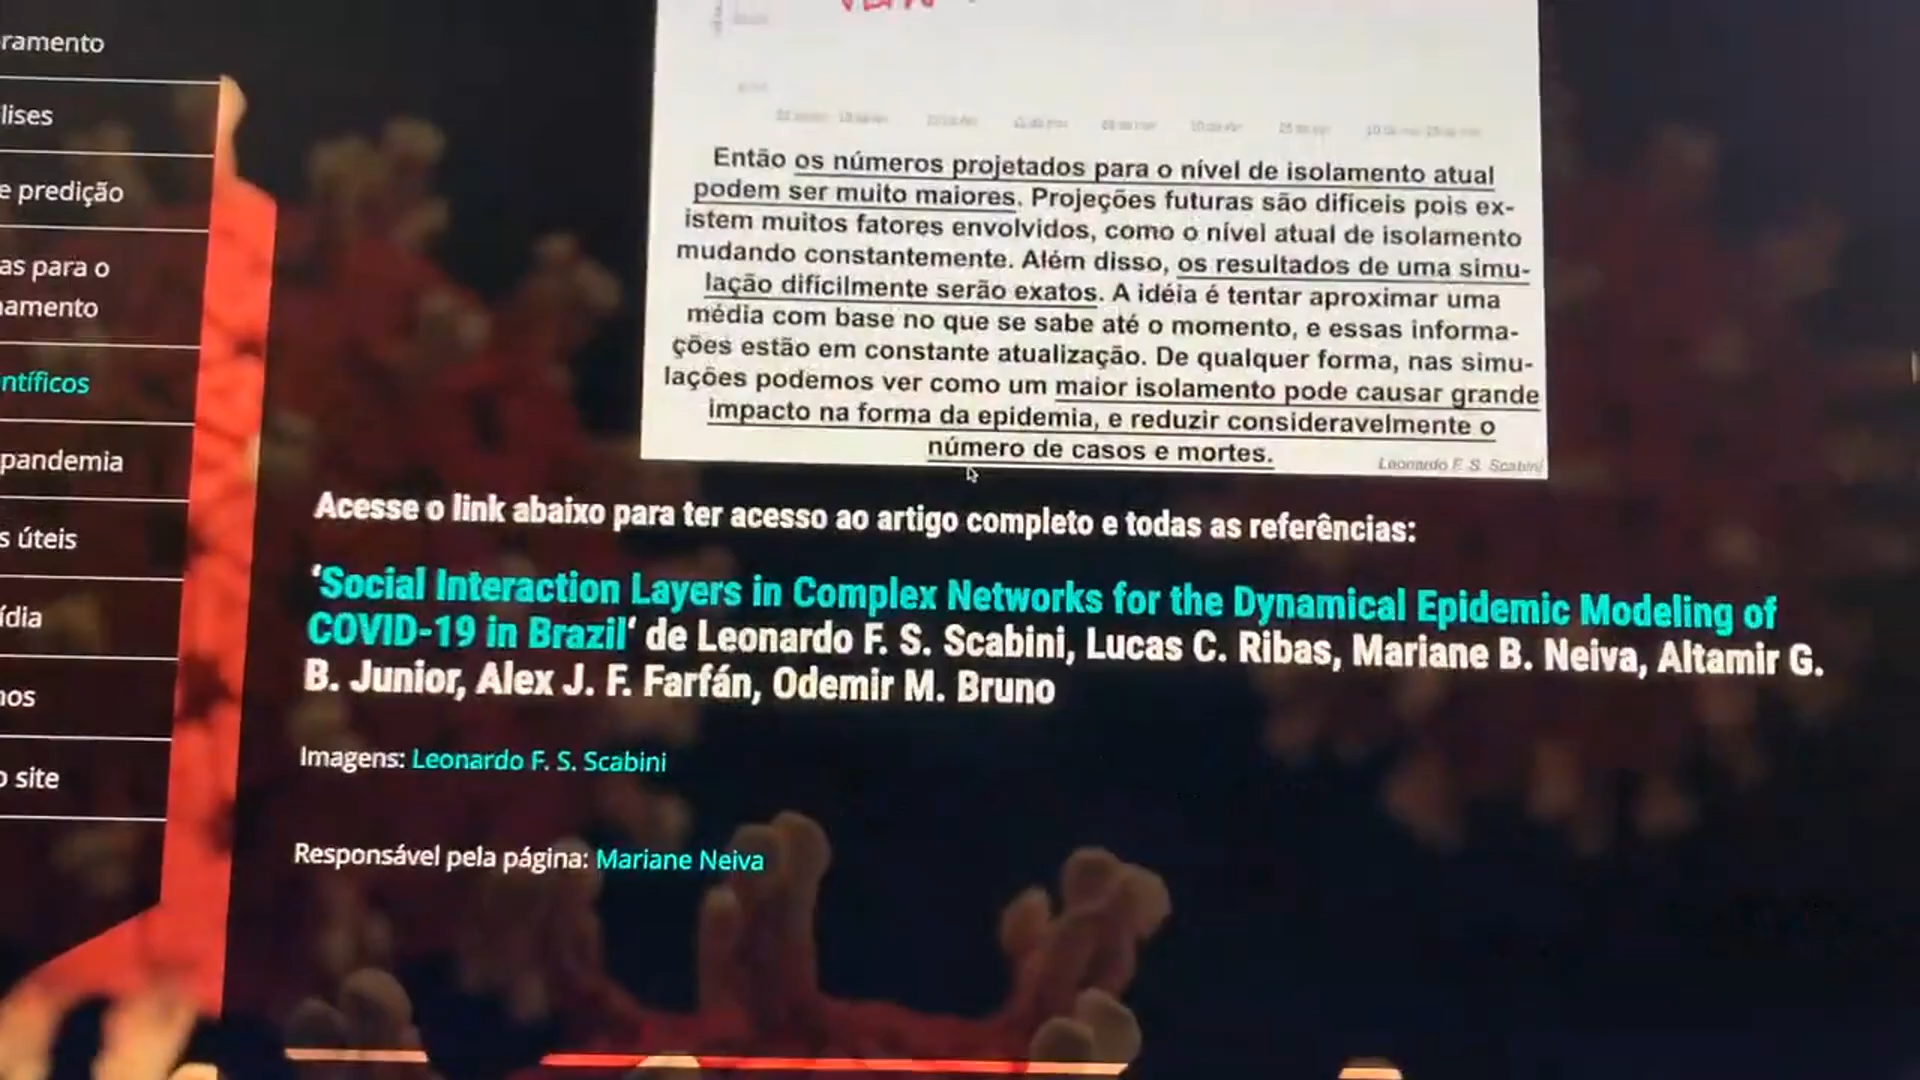 ramento
lises
e predição
as para o
amento
ntíficos
pandemia
s úteis
ídia
nos
o site
Então os números projetados para o nível de isolamento atual
podem ser muito maiores. Projeções futuras são difíceis pois ex-
istem muitos fatores envolvidos, como o nível atual de isolamento
mudando constantemente. Além disso, os resultados de uma simu-
lação dificilmente serão exatos. A idéia é tentar aproximar uma
média com base no que se sabe até o momento, e essas informa-
ções estão em constante atualização. De qualquer forma, nas simu-
lações podemos ver como um maior isolamento pode causar grande
impacto na forma da epidemia, e reduzir consideravelmente o
número de casos e mortes.
Leonardo F. S. Scabini
Acesse o link abaixo para ter acesso ao artigo completo e todas as referências:
‘Social Interaction Layers in Complex Networks for the Dynamical Epidemic Modeling of
COVID-19 in Brazil‘ de Leonardo F. S. Scabini, Lucas C. Ribas, Mariane B. Neiva, Altamir G.
B. Junior, Alex J. F. Farfán, Odemir M. Bruno
Imagens: Leonardo F. S. Scabini
Responsável pela página: Mariane Neiva